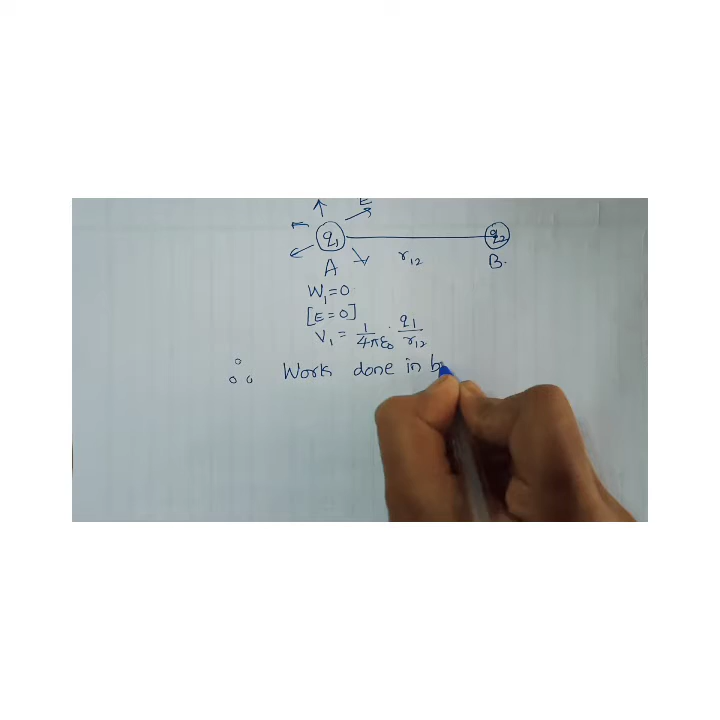 E
q₁ q₂
r₁₂
A B.
W₁=0
[E=0]
V₁ = 1/4πε₀ · q₁/r₁₂
∴ Work done in b